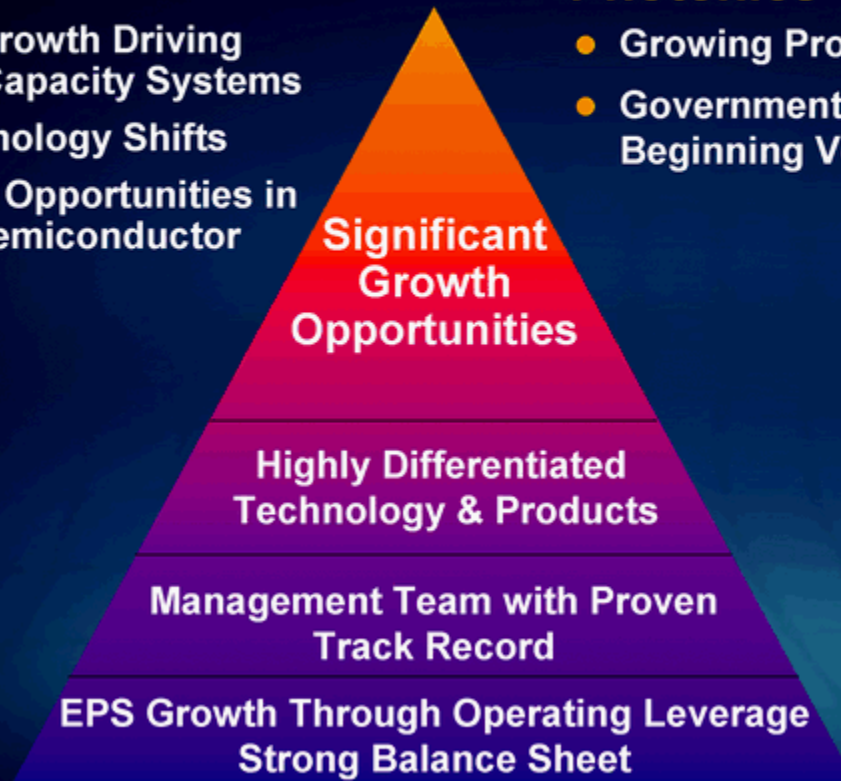 rowth Driving
Capacity Systems
nology Shifts
Opportunities in
emiconductor
Growing Pro
Government
Beginning V
Significant
Growth
Opportunities
Highly Differentiated
Technology & Products
Management Team with Proven
Track Record
EPS Growth Through Operating Leverage
Strong Balance Sheet